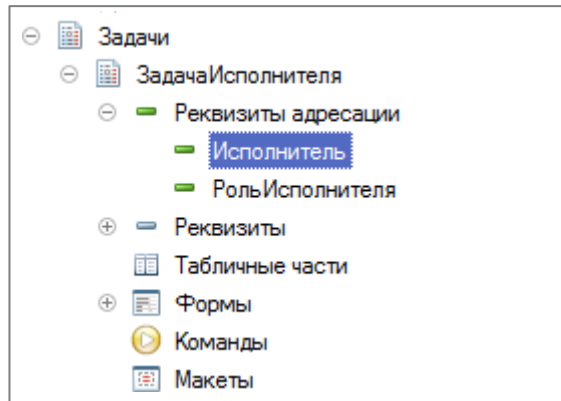 Задачи
ЗадачаИсполнителя
Реквизиты адресации
Исполнитель
РольИсполнителя
Реквизиты
Табличные части
Формы
Команды
Макеты